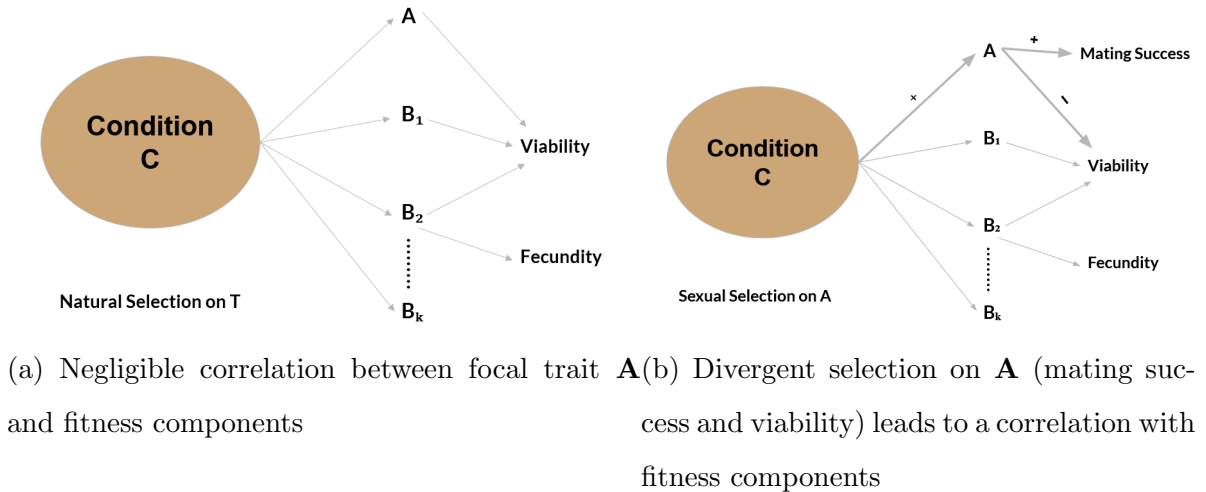 A
Condition
C
B₁
Viability
B₂
Fecundity
Natural Selection on T
Bₖ
A
+
Mating Success
×
–
Condition
C
B₁
Viability
B₂
Fecundity
Sexual Selection on A
Bₖ
(a) Negligible correlation between focal trait A
and fitness components
(b) Divergent selection on A (mating suc-
cess and viability) leads to a correlation with
fitness components